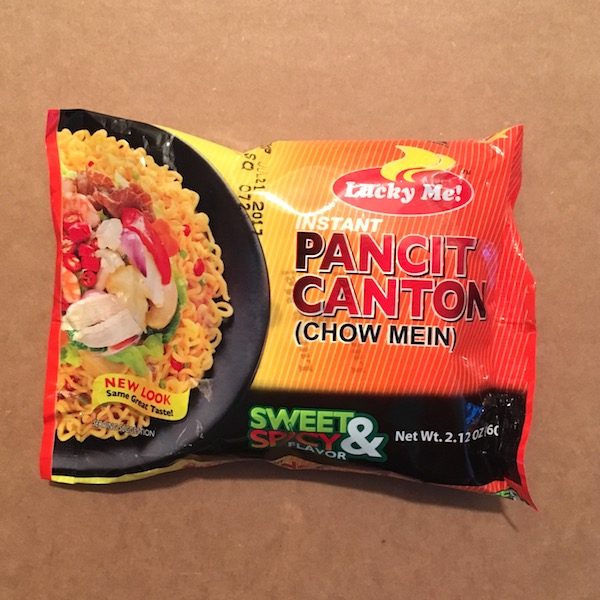 Lucky Me!
INSTANT
PANCIT
CANTON
(CHOW MEIN)
NEW LOOK
Same Great Taste!
SWEET &
SPICY
FLAVOR
Net Wt. 2.12 OZ
2017